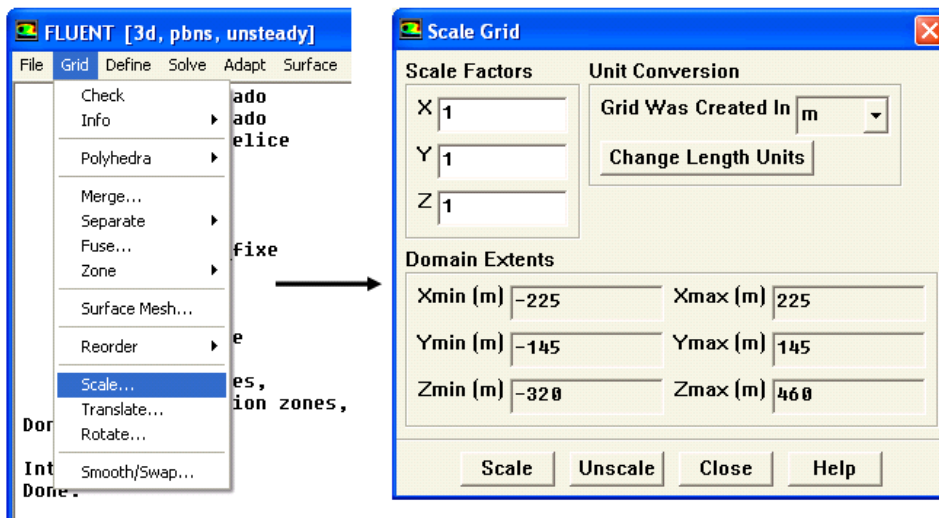 FLUENT [3d, pbns, unsteady]
File Grid Define Solve Adapt Surface
Check
Info
Polyhedra
Merge...
Separate
Fuse...
Zone
Surface Mesh...
Reorder
Scale...
Translate...
Rotate...
Smooth/Swap...
ado
ado
elice
fixe
e
es,
ion zones,
Don
Int
Done.
Scale Grid
Scale Factors
X 1
Y 1
Z 1
Unit Conversion
Grid Was Created In m
Change Length Units
Domain Extents
Xmin (m) -225 Xmax (m) 225
Ymin (m) -145 Ymax (m) 145
Zmin (m) -320 Zmax (m) 460
Scale Unscale Close Help